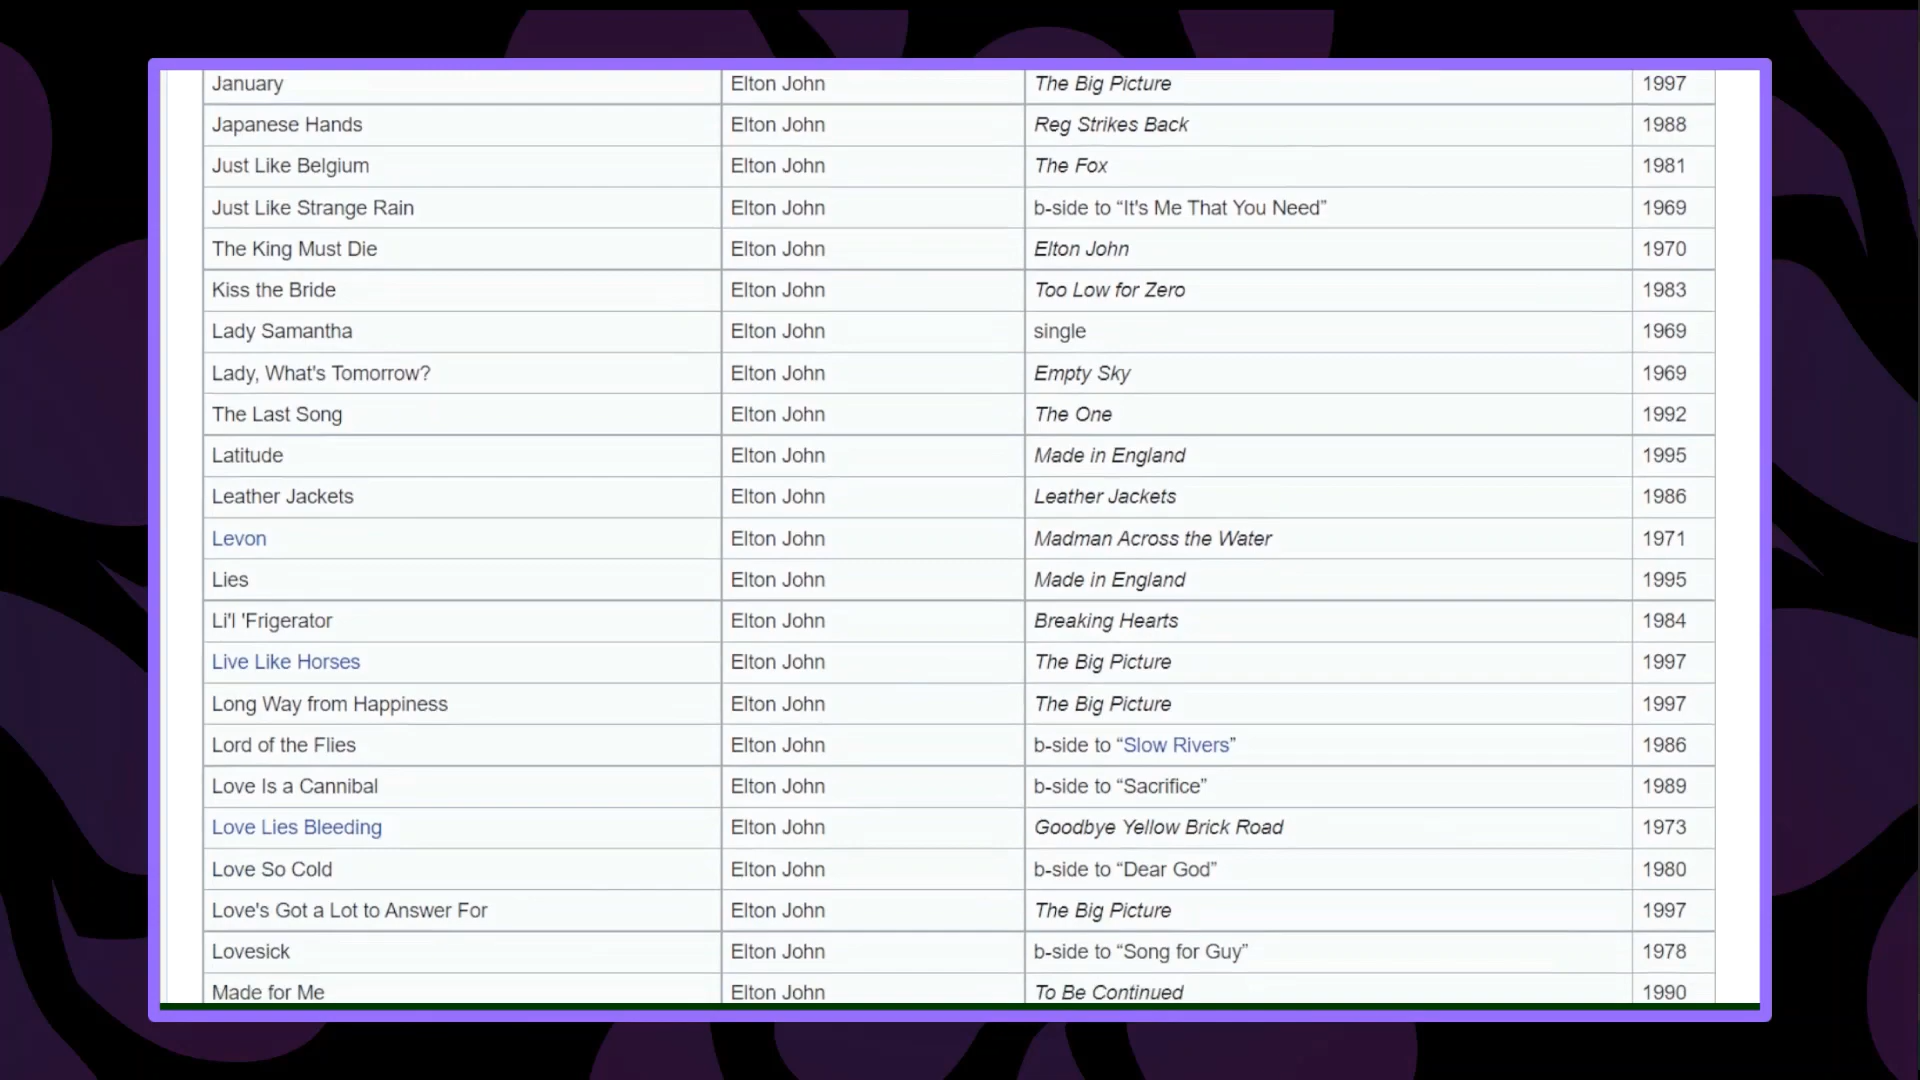 January Elton John The Big Picture 1997
Japanese Hands Elton John Reg Strikes Back 1988
Just Like Belgium Elton John The Fox 1981
Just Like Strange Rain Elton John b-side to “It's Me That You Need” 1969
The King Must Die Elton John Elton John 1970
Kiss the Bride Elton John Too Low for Zero 1983
Lady Samantha Elton John single 1969
Lady, What's Tomorrow? Elton John Empty Sky 1969
The Last Song Elton John The One 1992
Latitude Elton John Made in England 1995
Leather Jackets Elton John Leather Jackets 1986
Levon Elton John Madman Across the Water 1971
Lies Elton John Made in England 1995
Li'l 'Frigerator Elton John Breaking Hearts 1984
Live Like Horses Elton John The Big Picture 1997
Long Way from Happiness Elton John The Big Picture 1997
Lord of the Flies Elton John b-side to “Slow Rivers” 1986
Love Is a Cannibal Elton John b-side to “Sacrifice” 1989
Love Lies Bleeding Elton John Goodbye Yellow Brick Road 1973
Love So Cold Elton John b-side to “Dear God” 1980
Love's Got a Lot to Answer For Elton John The Big Picture 1997
Lovesick Elton John b-side to “Song for Guy” 1978
Made for Me Elton John To Be Continued 1990